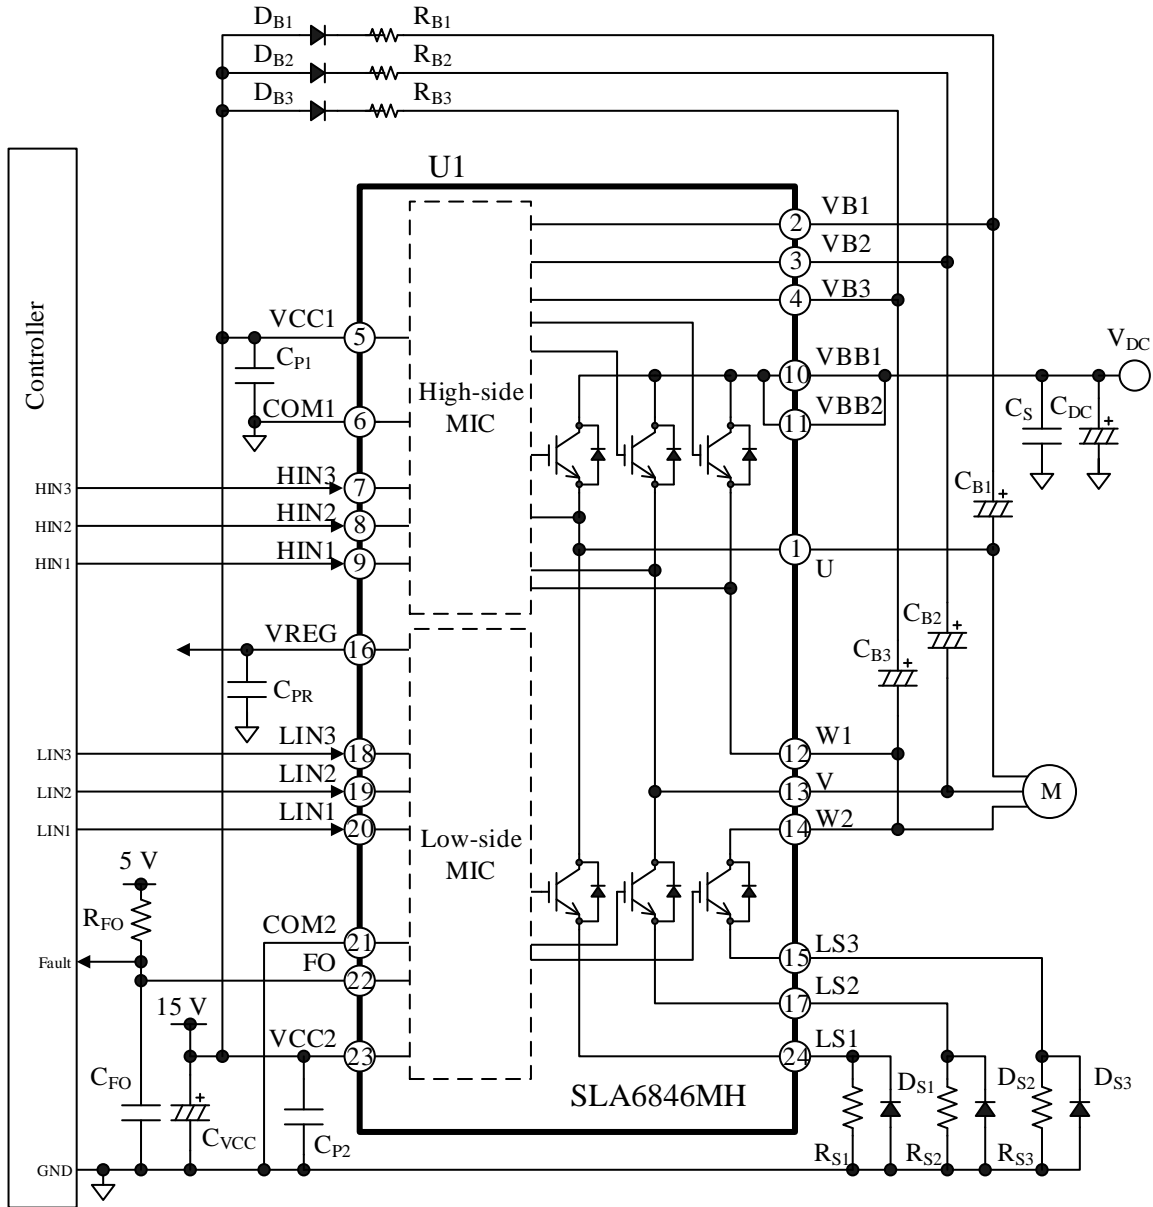 DB1 RB1
DB2 RB2
DB3 RB3
U1
Controller
2 VB1
3 VB2
4 VB3
VCC1 5
CP1
VDC
10 VBB1
COM1 6
High-side
MIC
11 VBB2
CS CDC
+
HIN3 HIN3 7
CB1
+
HIN2 HIN2 8
HIN1 HIN1 9
1
U
CB2
+
VREG 16
CB3
+
CPR
LIN3 LIN3 18
12 W1
LIN2 LIN2 19
13 V
M
LIN1 LIN1 20
14 W2
Low-side
MIC
5 V
RFO
COM2 21
Fault
FO 22
15 LS3
17 LS2
15 V
VCC2 23
24 LS1
CFO
+
CVCC
CP2
SLA6846MH
DS1 DS2 DS3
RS1 RS2 RS3
GND